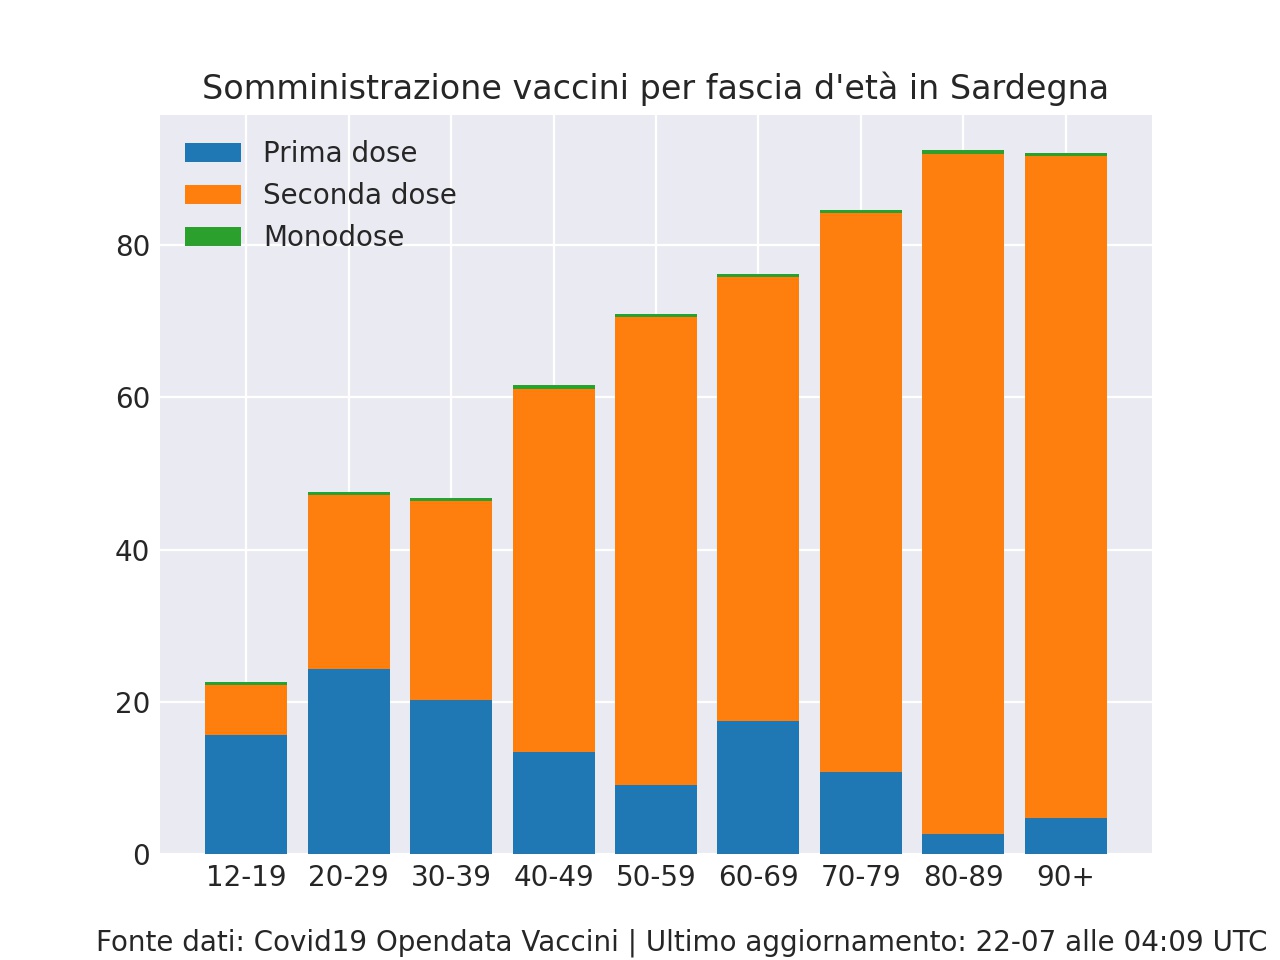 Somministrazione vaccini per fascia d'età in Sardegna
Prima dose
Seconda dose
Monodose
80
60
40
20
0
12-19 20-29 30-39 40-49 50-59 60-69 70-79 80-89 90+
Fonte dati: Covid19 Opendata Vaccini | Ultimo aggiornamento: 22-07 alle 04:09 UTC